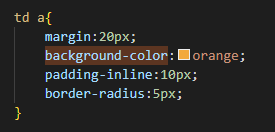 td a{
margin:20px;
background-color:orange;
padding-inline:10px;
border-radius:5px;
}